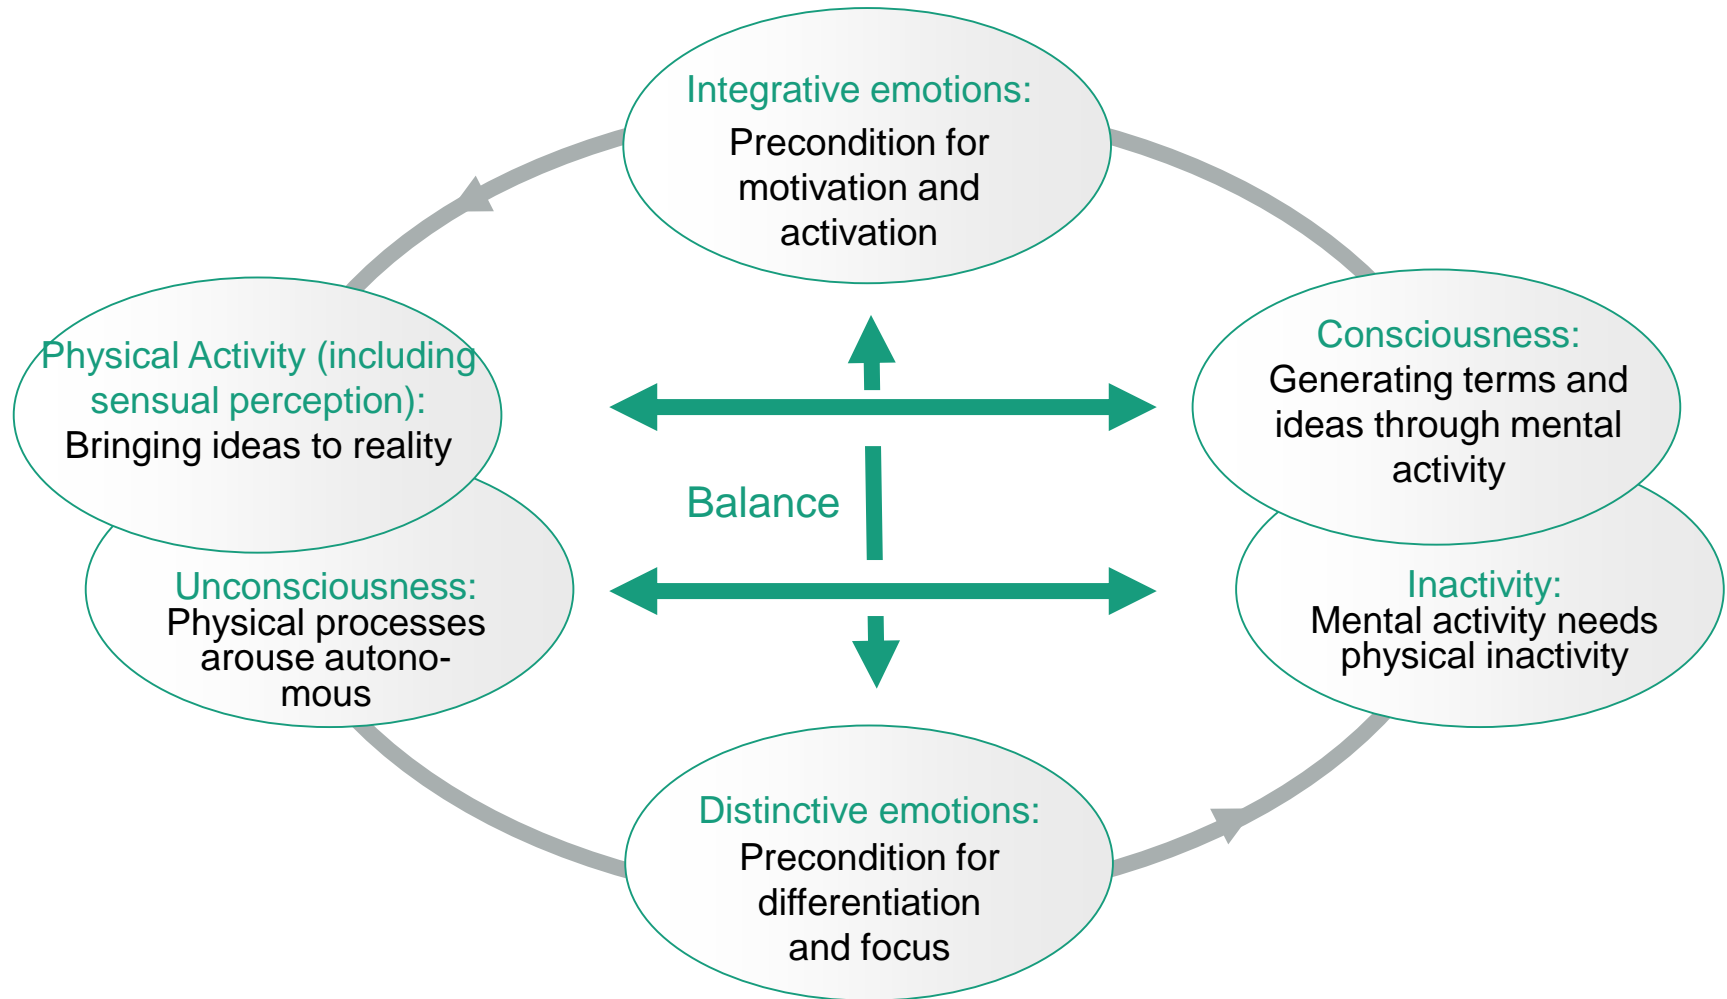 Integrative emotions:
Precondition for
motivation and
activation
Physical Activity (including
sensual perception):
Bringing ideas to reality
Consciousness:
Generating terms and
ideas through mental
activity
Balance
Unconsciousness:
Physical processes
arouse autono-
mous
Inactivity:
Mental activity needs
physical inactivity
Distinctive emotions:
Precondition for
differentiation
and focus